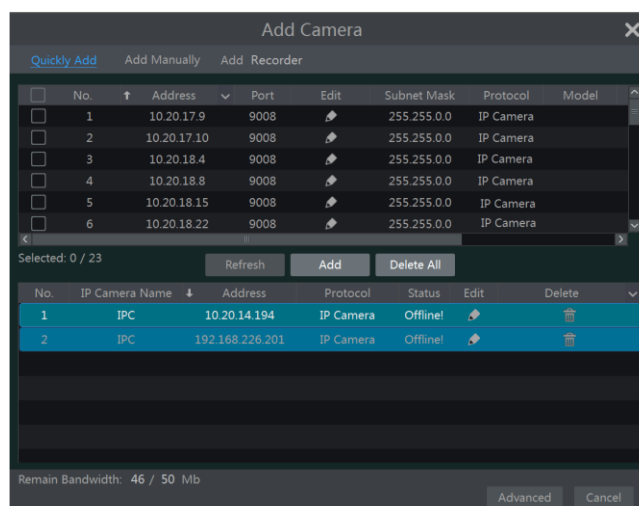 Add Camera
Quickly Add Add Manually Add Recorder
No. Address Port Edit Subnet Mask Protocol Model
1 10.20.17.9 9008 255.255.0.0 IP Camera
2 10.20.17.10 9008 255.255.0.0 IP Camera
3 10.20.18.4 9008 255.255.0.0 IP Camera
4 10.20.18.8 9008 255.255.0.0 IP Camera
5 10.20.18.15 9008 255.255.0.0 IP Camera
6 10.20.18.22 9008 255.255.0.0 IP Camera
Selected: 0 / 23
Refresh Add Delete All
No. IP Camera Name Address Protocol Status Edit Delete
1 IPC 10.20.14.194 IP Camera Offline!
2 IPC 192.168.226.201 IP Camera Offline!
Remain Bandwidth: 46 / 50 Mb
Advanced Cancel